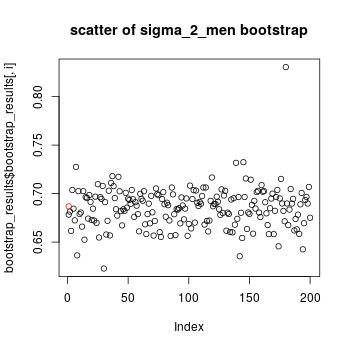 scatter of sigma_2_men bootstrap
bootstrap_results$bootstrap_results[, i]
0.80
0.75
0.70
0.65
0 50 100 150 200
Index